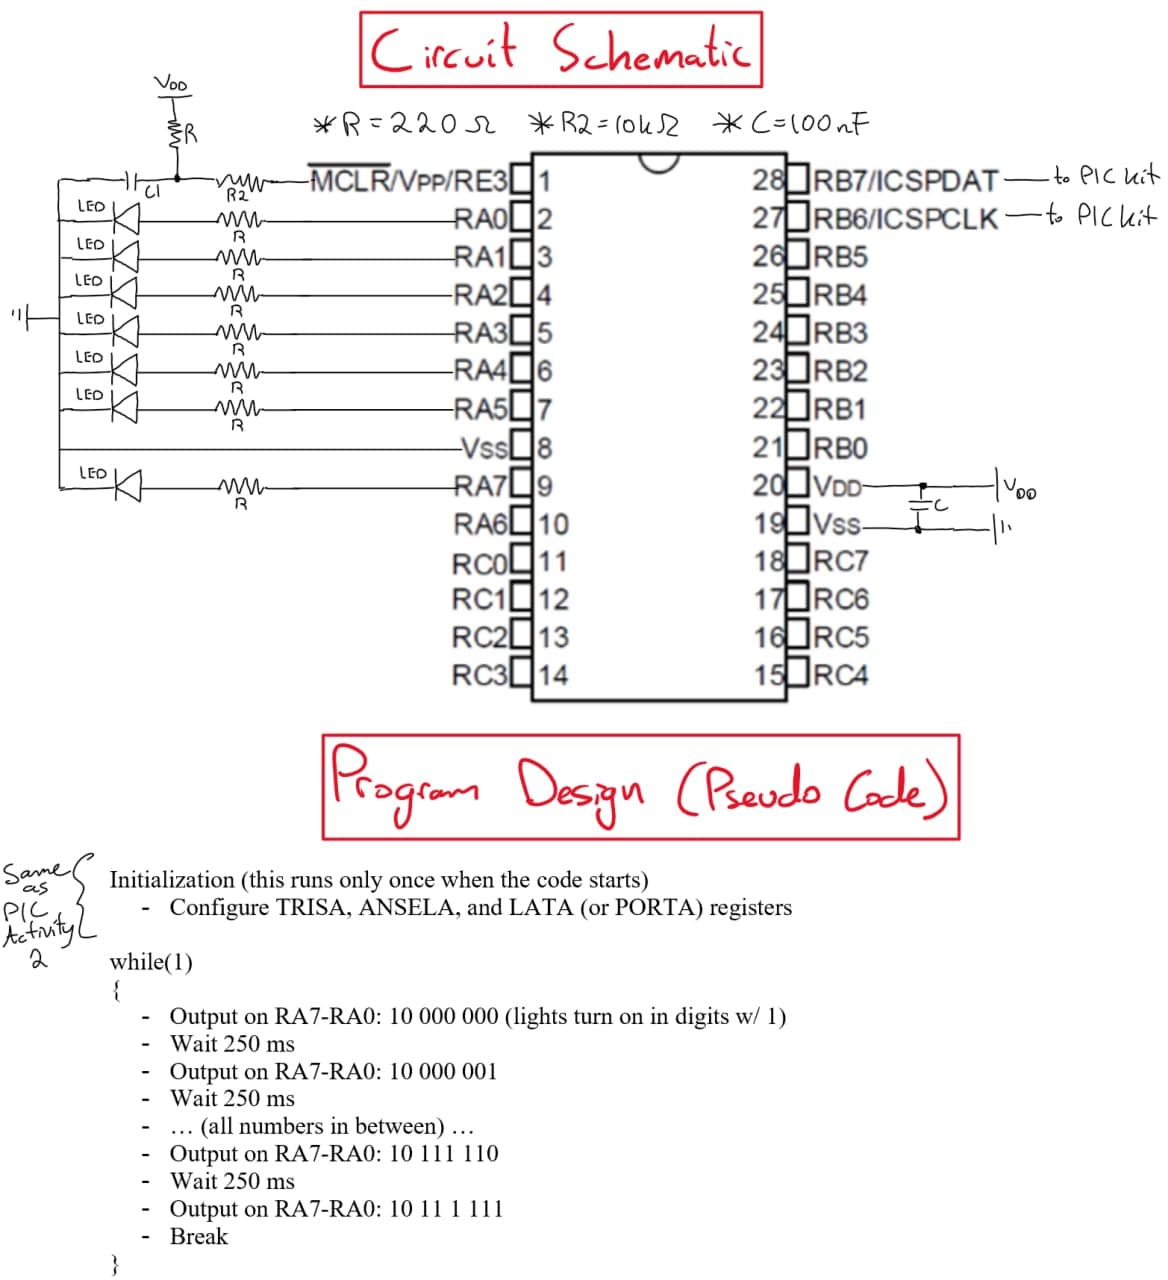 Circuit Schematic
VDD
R
*R=220Ω *R2=10kΩ *C=100nF
C1
R2
MCLR/VPP/RE3 1
28 RB7/ICSPDAT to PIC kit
LED
R
RA0 2
27 RB6/ICSPCLK to PIC kit
LED
R
RA1 3
26 RB5
LED
R
RA2 4
25 RB4
LED
R
RA3 5
24 RB3
LED
R
RA4 6
23 RB2
LED
R
RA5 7
22 RB1
Vss 8
21 RB0
LED
R
RA7 9
20 VDD
VDD
C
RA6 10
19 Vss
RC0 11
18 RC7
RC1 12
17 RC6
RC2 13
16 RC5
RC3 14
15 RC4
Program Design (Pseudo Code)
Same
as
PIC
Activity
2
Initialization (this runs only once when the code starts)
- Configure TRISA, ANSELA, and LATA (or PORTA) registers
while(1)
{
- Output on RA7-RA0: 10 000 000 (lights turn on in digits w/ 1)
- Wait 250 ms
- Output on RA7-RA0: 10 000 001
- Wait 250 ms
- … (all numbers in between) …
- Output on RA7-RA0: 10 111 110
- Wait 250 ms
- Output on RA7-RA0: 10 11 1 111
- Break
}